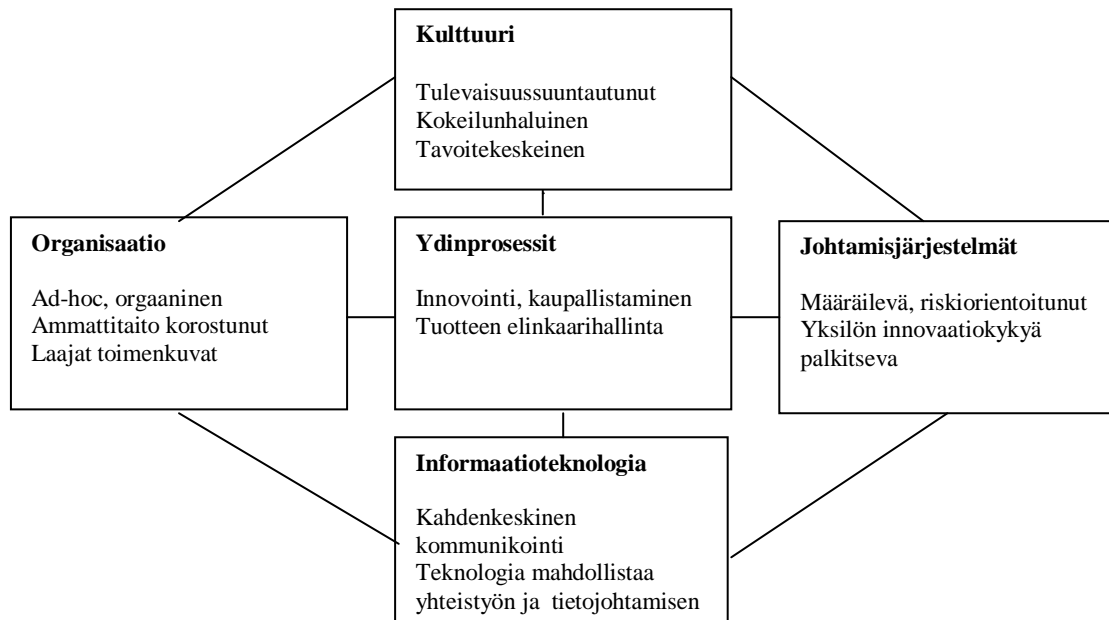 Kulttuuri
Tulevaisuussuuntautunut
Kokeilunhaluinen
Tavoitekeskeinen
Organisaatio
Ad-hoc, orgaaninen
Ammattitaito korostunut
Laajat toimenkuvat
Ydinprosessit
Innovointi, kaupallistaminen
Tuotteen elinkaarihallinta
Johtamisjärjestelmät
Määräilevä, riskiorientoitunut
Yksilön innovaatiokykyä
palkitseva
Informaatioteknologia
Kahdenkeskinen
kommunikointi
Teknologia mahdollistaa
yhteistyön ja tietojohtamisen